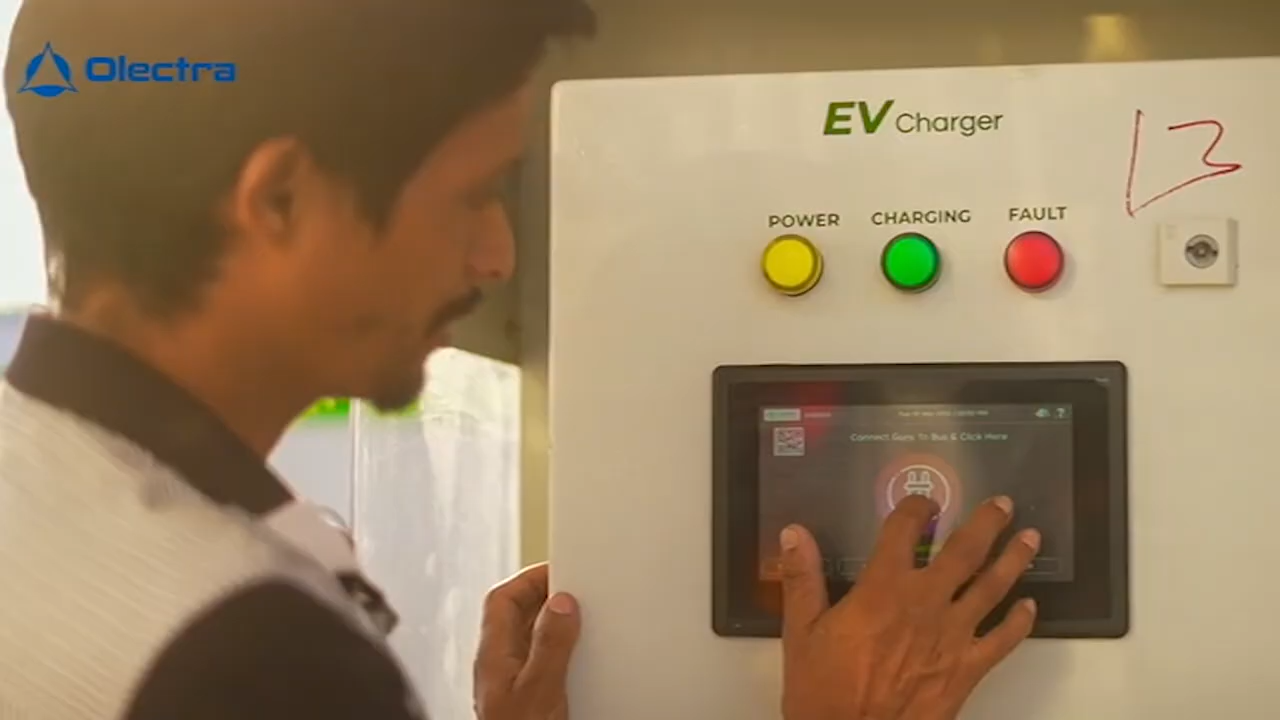 Olectra
EV Charger
13
POWER CHARGING FAULT
Connect Guns To Bus & Click Here